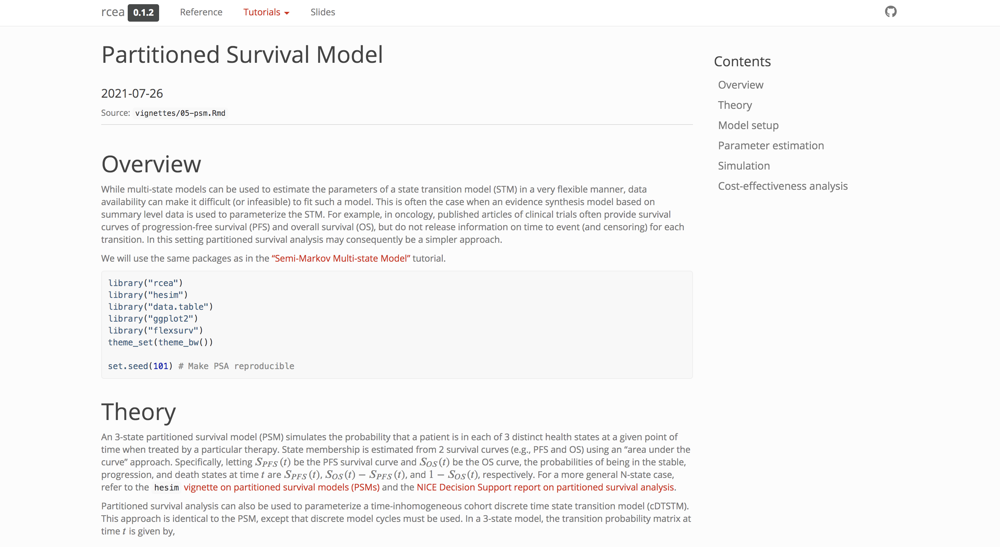 rcea 0.1.2 Reference Tutorials Slides
Partitioned Survival Model
2021-07-26
Source: vignettes/05-psm.Rmd
Overview
While multi-state models can be used to estimate the parameters of a state transition model (STM) in a very flexible manner, data
availability can make it difficult (or infeasible) to fit such a model. This is often the case when an evidence synthesis model based on
summary level data is used to parameterize the STM. For example, in oncology, published articles of clinical trials often provide survival
curves of progression-free survival (PFS) and overall survival (OS), but do not release information on time to event (and censoring) for each
transition. In this setting partitioned survival analysis may consequently be a simpler approach.
We will use the same packages as in the “Semi-Markov Multi-state Model” tutorial.
library("rcea")
library("hesim")
library("data.table")
library("ggplot2")
library("flexsurv")
theme_set(theme_bw())
set.seed(101) # Make PSA reproducible
Theory
An 3-state partitioned survival model (PSM) simulates the probability that a patient is in each of 3 distinct health states at a given point of
time when treated by a particular therapy. State membership is estimated from 2 survival curves (e.g., PFS and OS) using an “area under the
curve” approach. Specifically, letting S_PFS(t) be the PFS survival curve and S_OS(t) be the OS curve, the probabilities of being in the stable,
progression, and death states at time t are S_PFS(t), S_OS(t) − S_PFS(t), and 1 − S_OS(t), respectively. For a more general N-state case,
refer to the hesim vignette on partitioned survival models (PSMs) and the NICE Decision Support report on partitioned survival analysis.
Partitioned survival analysis can also be used to parameterize a time-inhomogeneous cohort discrete time state transition model (cDTSTM).
This approach is identical to the PSM, except that discrete model cycles must be used. In a 3-state model, the transition probability matrix at
time t is given by,
Contents
Overview
Theory
Model setup
Parameter estimation
Simulation
Cost-effectiveness analysis